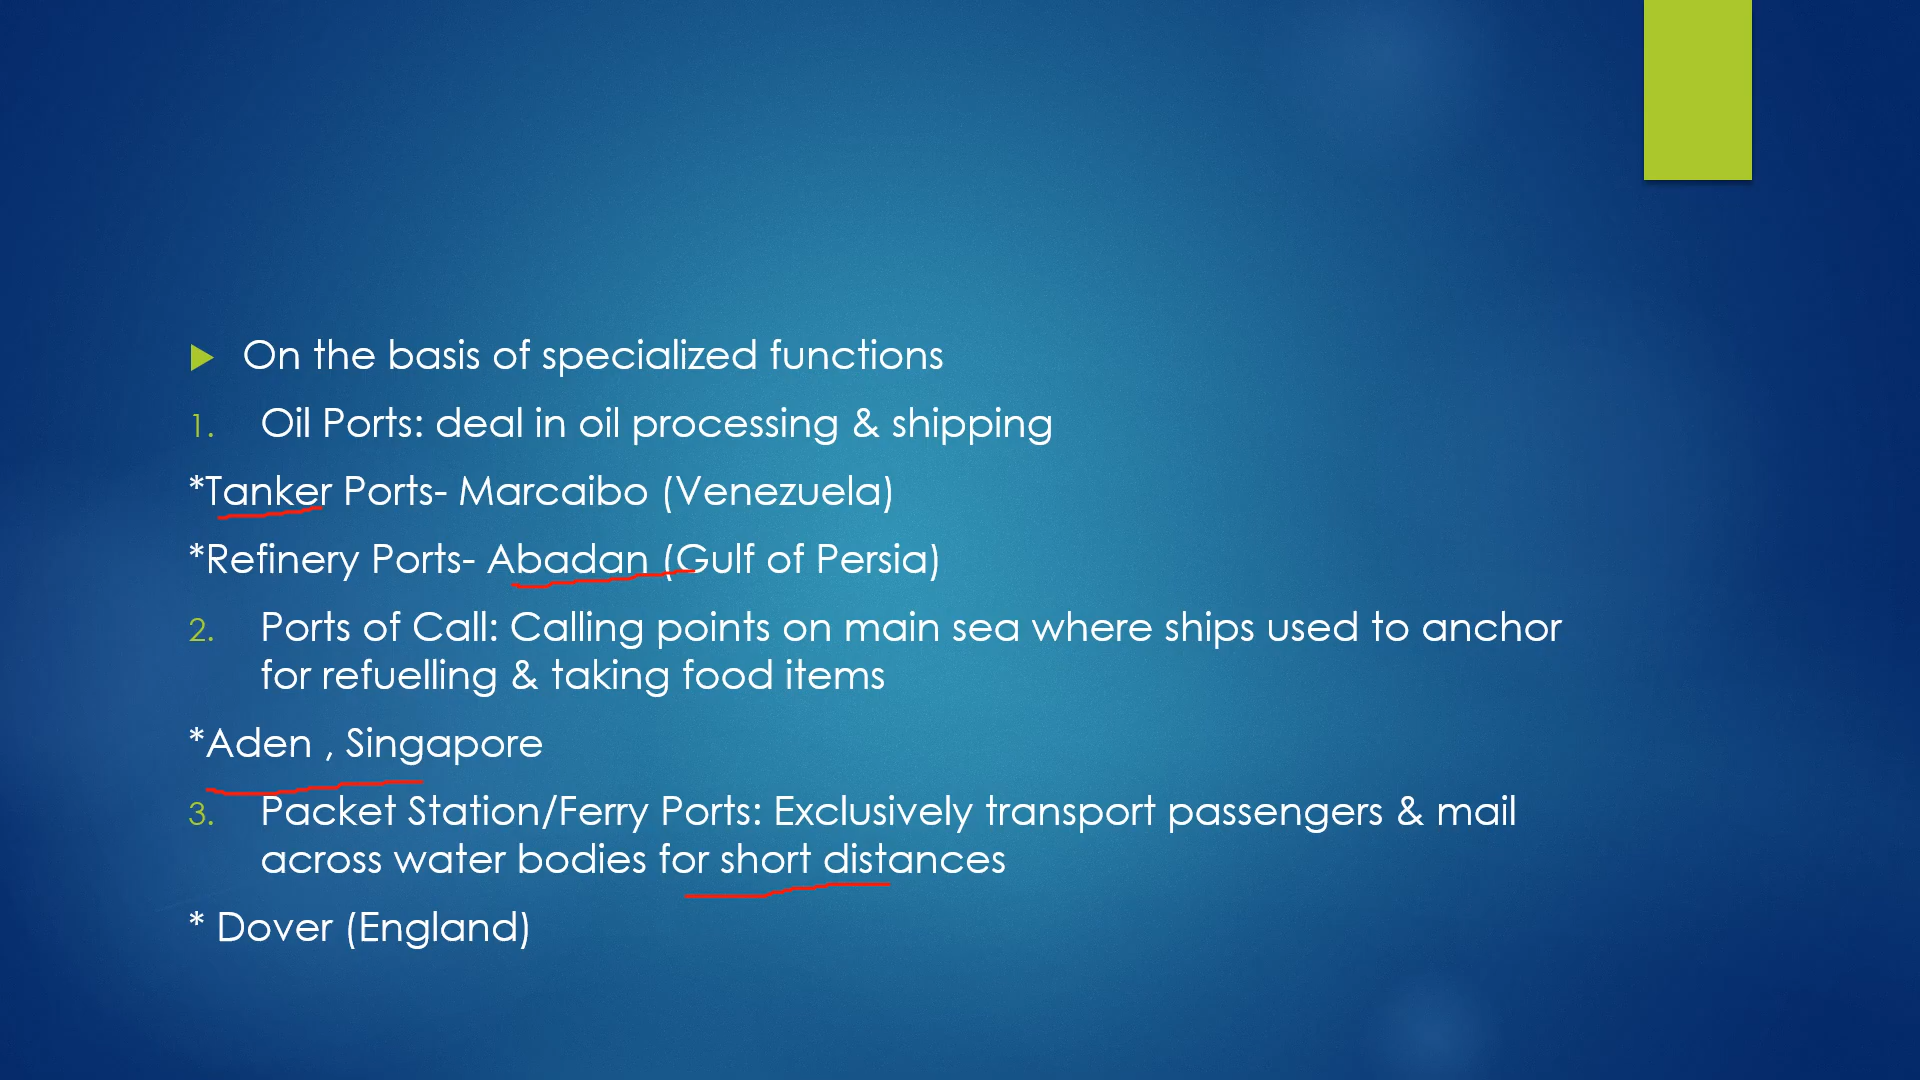 On the basis of specialized functions
1. Oil Ports: deal in oil processing & shipping
*Tanker Ports- Marcaibo (Venezuela)
*Refinery Ports- Abadan (Gulf of Persia)
2. Ports of Call: Calling points on main sea where ships used to anchor
for refuelling & taking food items
*Aden , Singapore
3. Packet Station/Ferry Ports: Exclusively transport passengers & mail
across water bodies for short distances
* Dover (England)